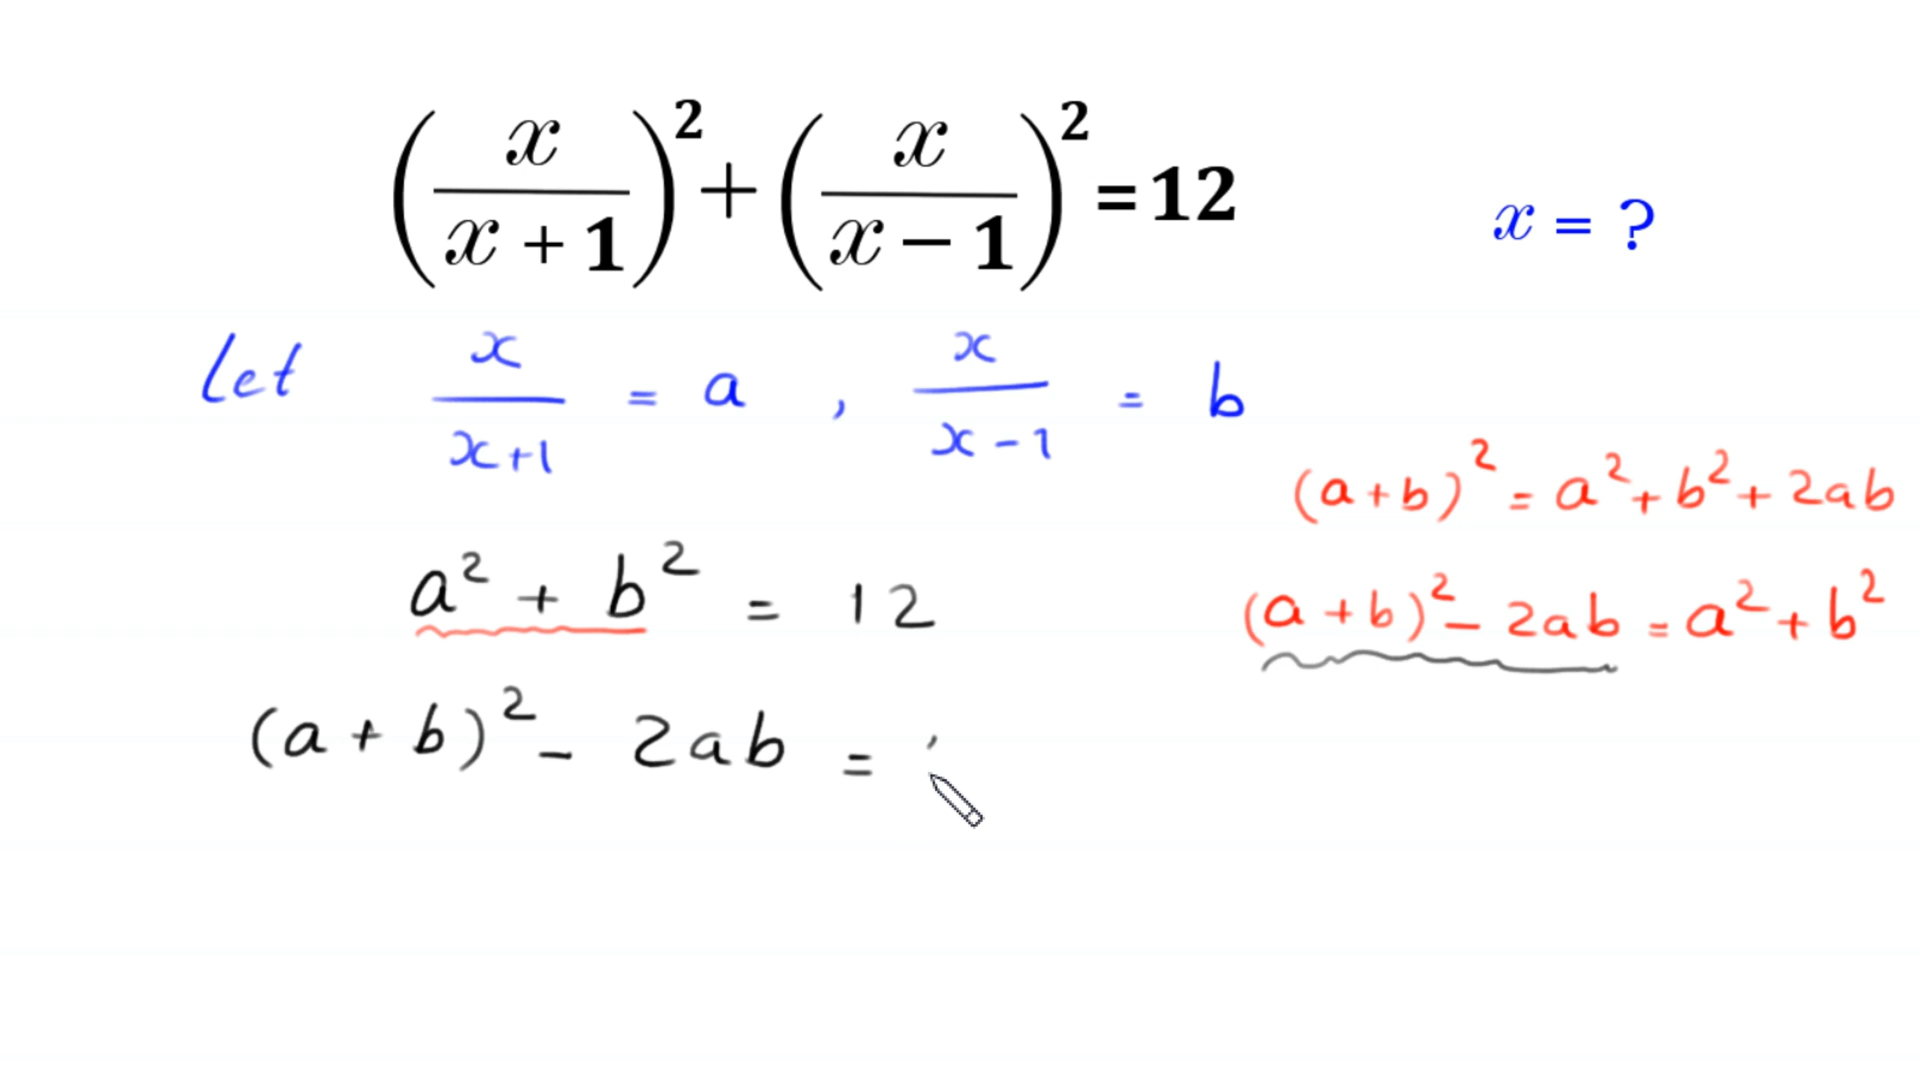 (x/(x + 1))² + (x/(x − 1))² = 12
x = ?
Let x/(x+1) = a , x/(x-1) = b
(a+b)² = a² + b² + 2ab
a² + b² = 12
(a+b)² - 2ab = a² + b²
(a + b)² - 2ab =